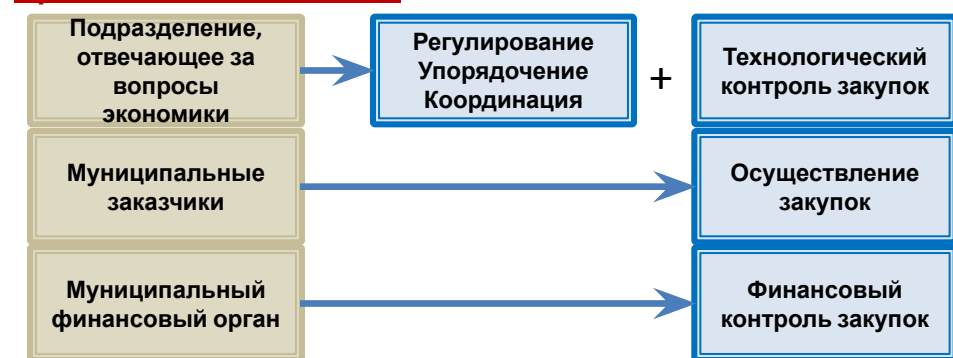 Подразделение,
отвечающее за
вопросы
экономики
Регулирование
Упорядочение
Координация
+
Технологический
контроль закупок
Муниципальные
заказчики
Осуществление
закупок
Муниципальный
финансовый орган
Финансовый
контроль закупок